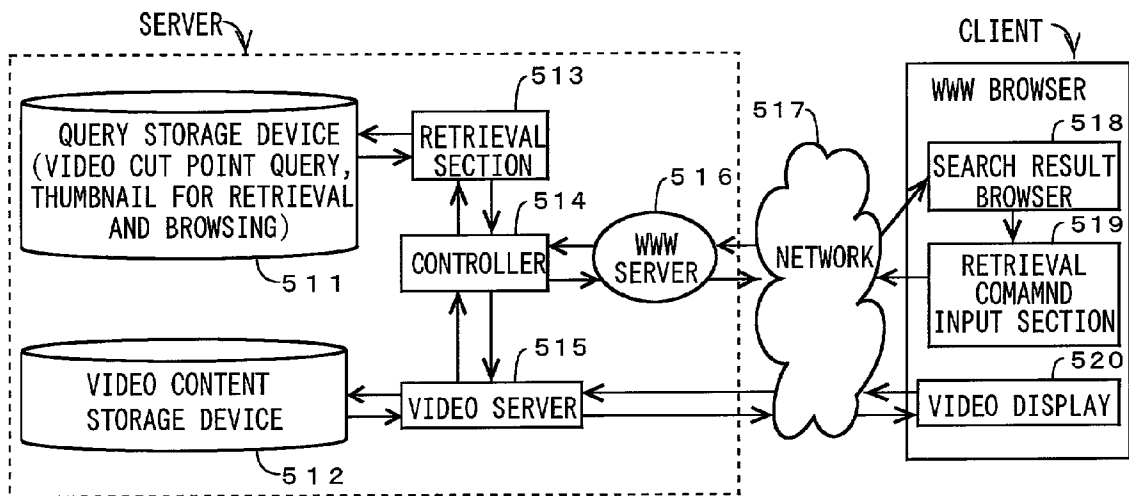 SERVER
CLIENT
513
WWW BROWSER
QUERY STORAGE DEVICE
(VIDEO CUT POINT QUERY,
THUMBNAIL FOR RETRIEVAL
AND BROWSING)
511
RETRIEVAL
SECTION
514
CONTROLLER
516
WWW
SERVER
517
NETWORK
518
SEARCH RESULT
BROWSER
519
RETRIEVAL
COMAMND
INPUT SECTION
VIDEO CONTENT
STORAGE DEVICE
512
515
VIDEO SERVER
520
VIDEO DISPLAY